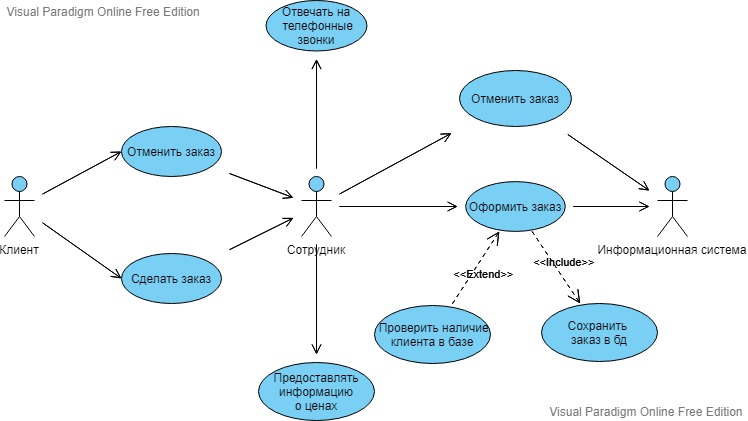 Visual Paradigm Online Free Edition
Отвечать на
телефонные
звонки
Отменить заказ
Отменить заказ
Оформить заказ
Клиент
Сотрудник
Информационная система
Сделать заказ
<<Extend>>
<<Include>>
Проверить наличие
клиента в базе
Сохранить
заказ в бд
Предоставлять
информацию
о ценах
Visual Paradigm Online Free Edition